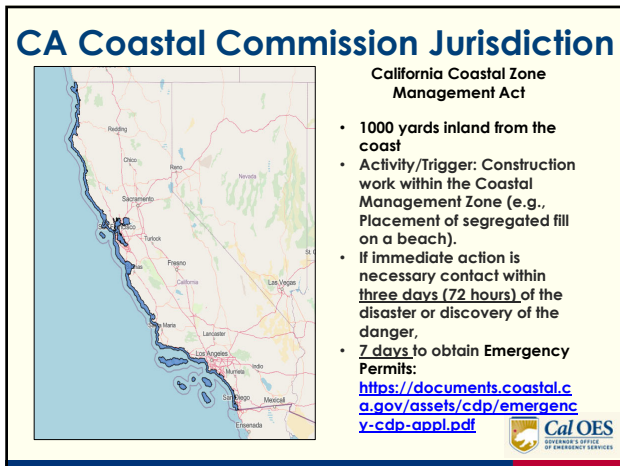 CA Coastal Commission Jurisdiction
California Coastal Zone
Management Act
• 1000 yards inland from the
coast
• Activity/Trigger: Construction
work within the Coastal
Management Zone (e.g.,
Placement of segregated fill
on a beach).
• If immediate action is
necessary contact within
three days (72 hours) of the
disaster or discovery of the
danger,
• 7 days to obtain Emergency
Permits:
https://documents.coastal.c
a.gov/assets/cdp/emergenc
y-cdp-appl.pdf
Redding
Chico
Reno
Nevada
Sacramento
Turlock
Fresno
California
Las Vegas
Lancaster
Los Angeles
Murrieta
Indio
San Diego
Mexicali
Ensenada
Cal OES
GOVERNOR'S OFFICE
OF EMERGENCY SERVICES